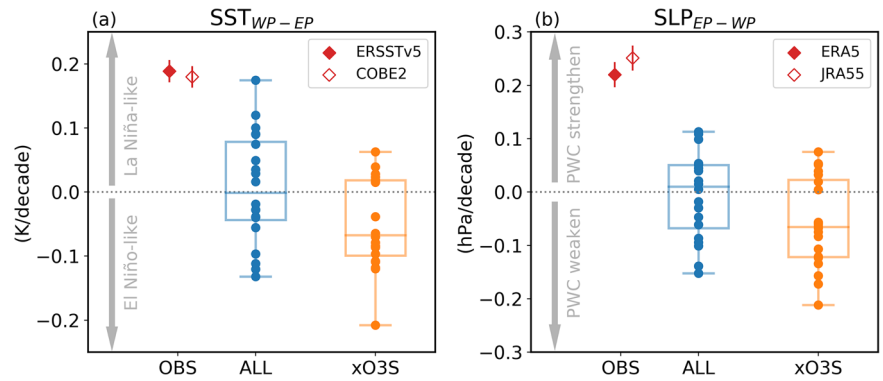 (a) SST_WP−EP
(K/decade)
0.2
0.1
0.0
−0.1
−0.2
La Niña-like
El Niño-like
ERSSTv5
COBE2
OBS ALL xO3S
(b) SLP_EP−WP
(hPa/decade)
0.3
0.2
0.1
0.0
−0.1
−0.2
−0.3
PWC strengthen
PWC weaken
ERA5
JRA55
OBS ALL xO3S